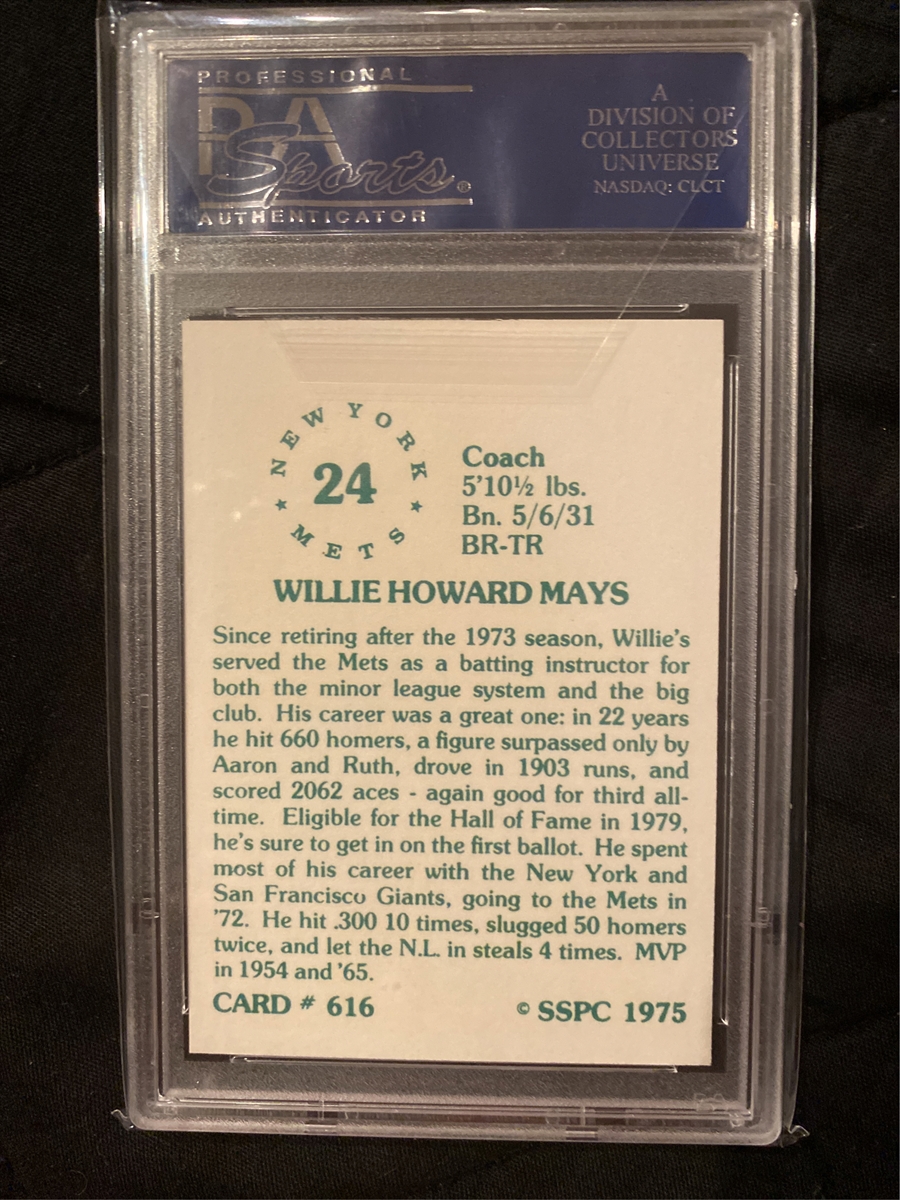 PROFESSIONAL
PSA
Sports®
AUTHENTICATOR
A
DIVISION OF
COLLECTORS
UNIVERSE
NASDAQ: CLCT
NEW YORK
24
METS
Coach
5'10½ lbs.
Bn. 5/6/31
BR-TR
WILLIE HOWARD MAYS
Since retiring after the 1973 season, Willie's
served the Mets as a batting instructor for
both the minor league system and the big
club. His career was a great one: in 22 years
he hit 660 homers, a figure surpassed only by
Aaron and Ruth, drove in 1903 runs, and
scored 2062 aces - again good for third all-
time. Eligible for the Hall of Fame in 1979,
he's sure to get in on the first ballot. He spent
most of his career with the New York and
San Francisco Giants, going to the Mets in
'72. He hit .300 10 times, slugged 50 homers
twice, and let the N.L. in steals 4 times. MVP
in 1954 and '65.
CARD # 616
© SSPC 1975